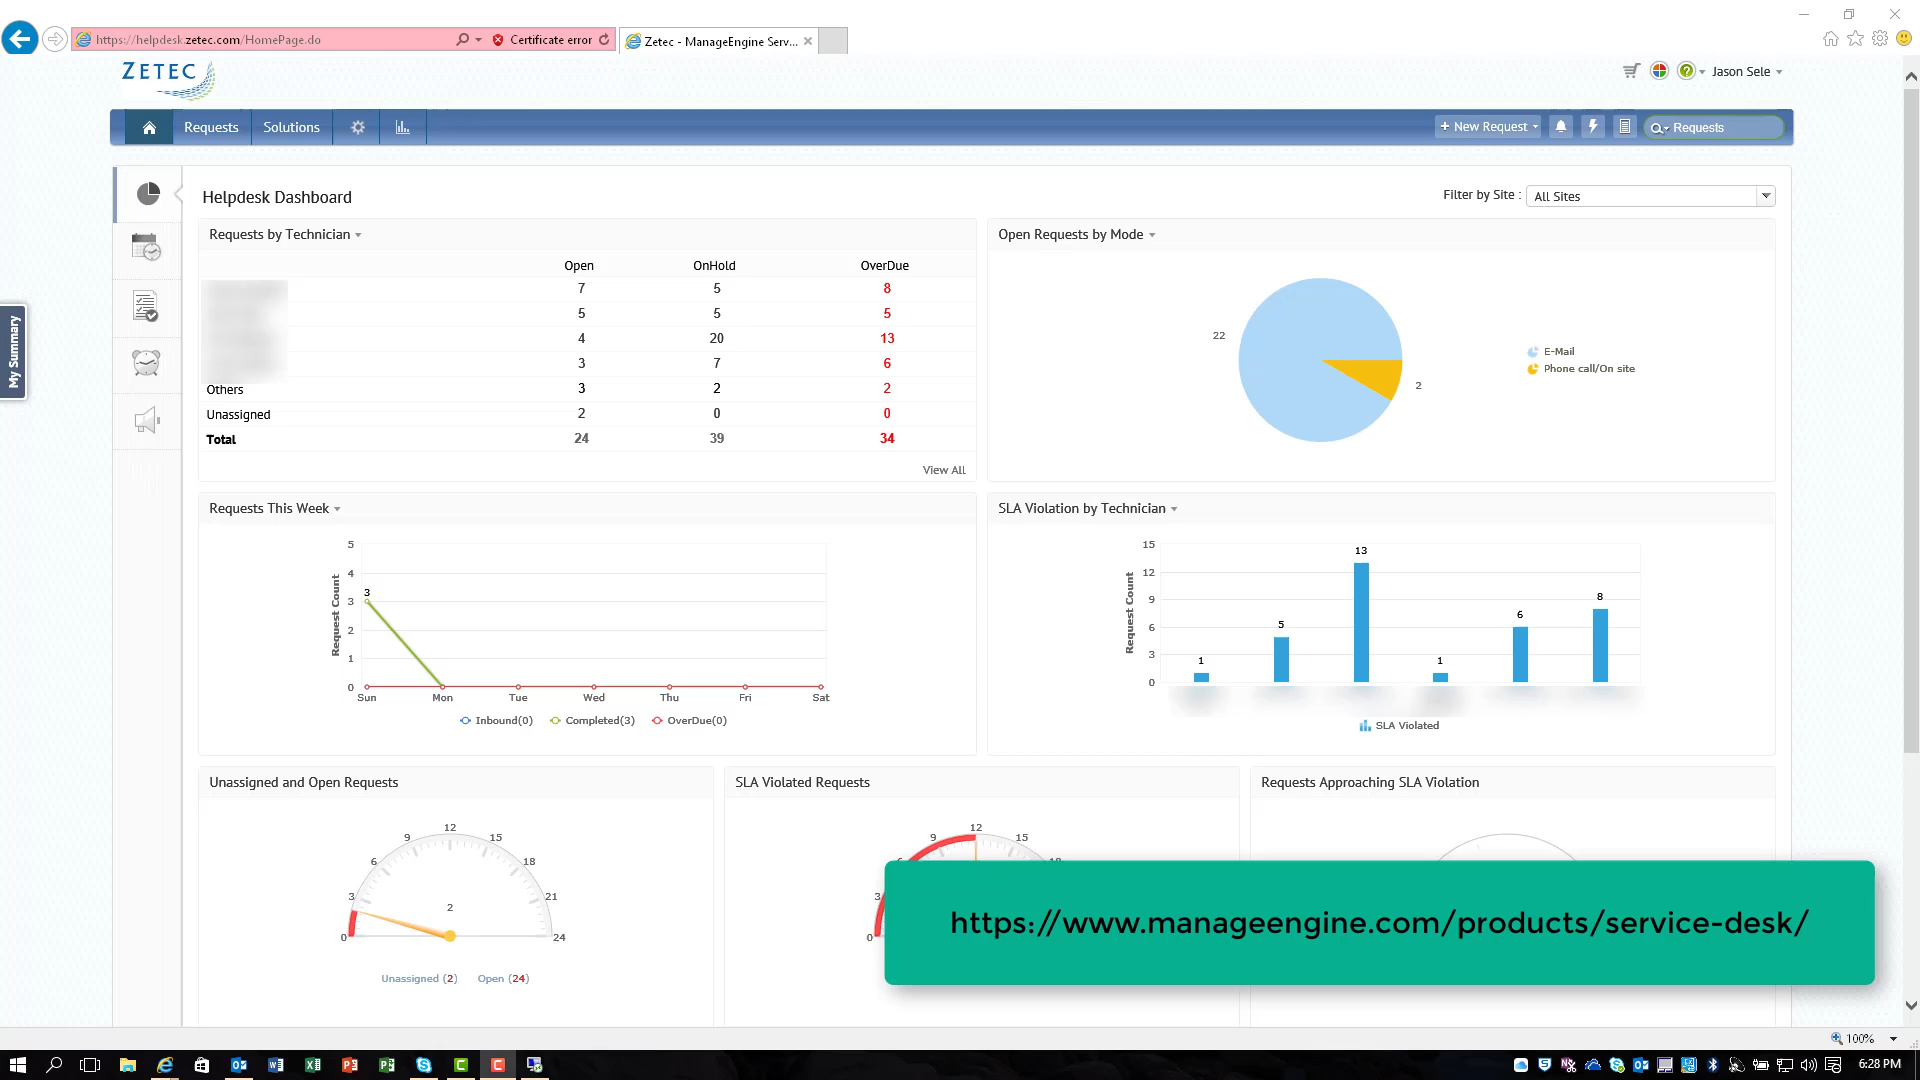 https://helpdesk.zetec.com/HomePage.do
Certificate error
Zetec - ManageEngine Serv...
ZETEC
Jason Sele
Requests
Solutions
+ New Request
Requests
My Summary
Helpdesk Dashboard
Filter by Site :
All Sites
Requests by Technician
Open OnHold OverDue
7 5 8
5 5 5
4 20 13
3 7 6
Others 3 2 2
Unassigned 2 0 0
Total 24 39 34
View All
Open Requests by Mode
22
2
E-Mail
Phone call/On site
Requests This Week
Request Count
5
4
3
2
1
0
3
Sun Mon Tue Wed Thu Fri Sat
Inbound(0) Completed(3) OverDue(0)
SLA Violation by Technician
Request Count
15
12
9
6
3
0
1 5 13 1 6 8
SLA Violated
Unassigned and Open Requests
0 3 6 9 12 15 18 21 24
2
Unassigned (2) Open (24)
SLA Violated Requests
0 3 6 9 12 15 18
Requests Approaching SLA Violation
https://www.manageengine.com/products/service-desk/
100%
6:28 PM